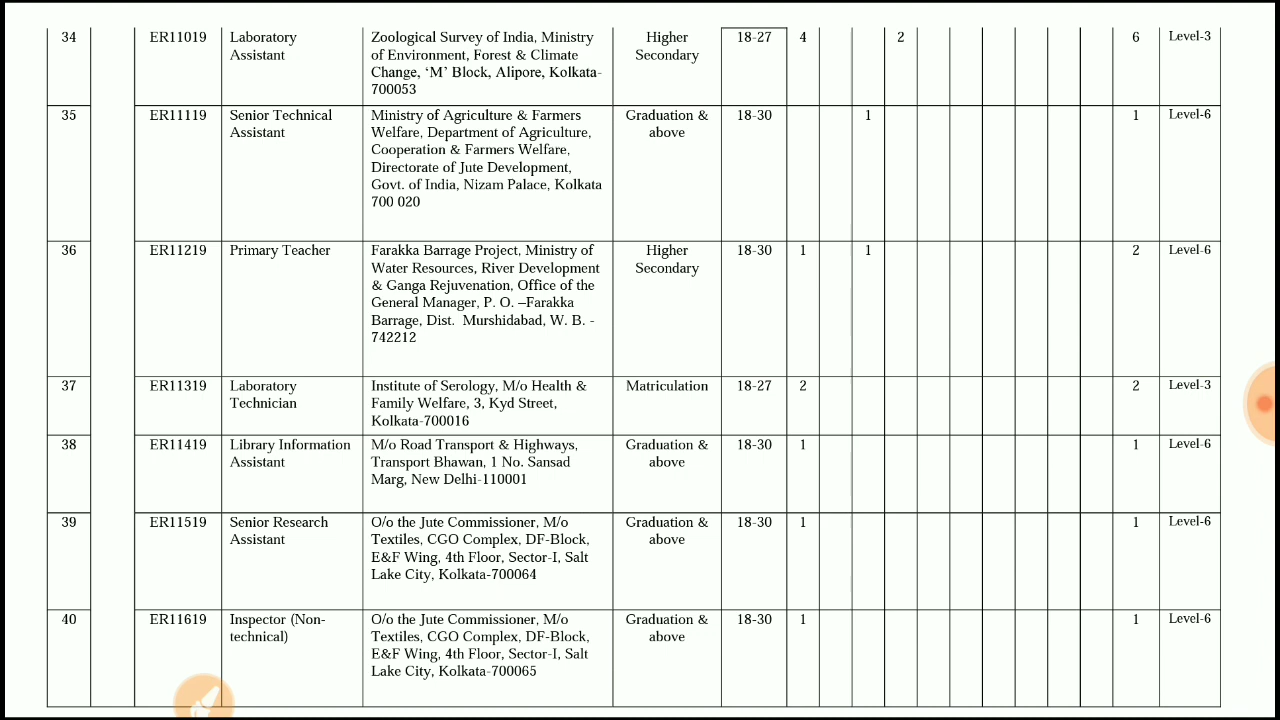 34 ER11019 Laboratory Zoological Survey of India, Ministry Higher 18-27 4 2 6 Level-3
Assistant of Environment, Forest & Climate Secondary
Change, ‘M’ Block, Alipore, Kolkata-
700053
35 ER11119 Senior Technical Ministry of Agriculture & Farmers Graduation & 18-30 1 1 Level-6
Assistant Welfare, Department of Agriculture, above
Cooperation & Farmers Welfare,
Directorate of Jute Development,
Govt. of India, Nizam Palace, Kolkata
700 020
36 ER11219 Primary Teacher Farakka Barrage Project, Ministry of Higher 18-30 1 1 2 Level-6
Water Resources, River Development Secondary
& Ganga Rejuvenation, Office of the
General Manager, P. O. –Farakka
Barrage, Dist. Murshidabad, W. B. -
742212
37 ER11319 Laboratory Institute of Serology, M/o Health & Matriculation 18-27 2 2 Level-3
Technician Family Welfare, 3, Kyd Street,
Kolkata-700016
38 ER11419 Library Information M/o Road Transport & Highways, Graduation & 18-30 1 1 Level-6
Assistant Transport Bhawan, 1 No. Sansad above
Marg, New Delhi-110001
39 ER11519 Senior Research O/o the Jute Commissioner, M/o Graduation & 18-30 1 1 Level-6
Assistant Textiles, CGO Complex, DF-Block, above
E&F Wing, 4th Floor, Sector-I, Salt
Lake City, Kolkata-700064
40 ER11619 Inspector (Non- O/o the Jute Commissioner, M/o Graduation & 18-30 1 1 Level-6
technical) Textiles, CGO Complex, DF-Block, above
E&F Wing, 4th Floor, Sector-I, Salt
Lake City, Kolkata-700065